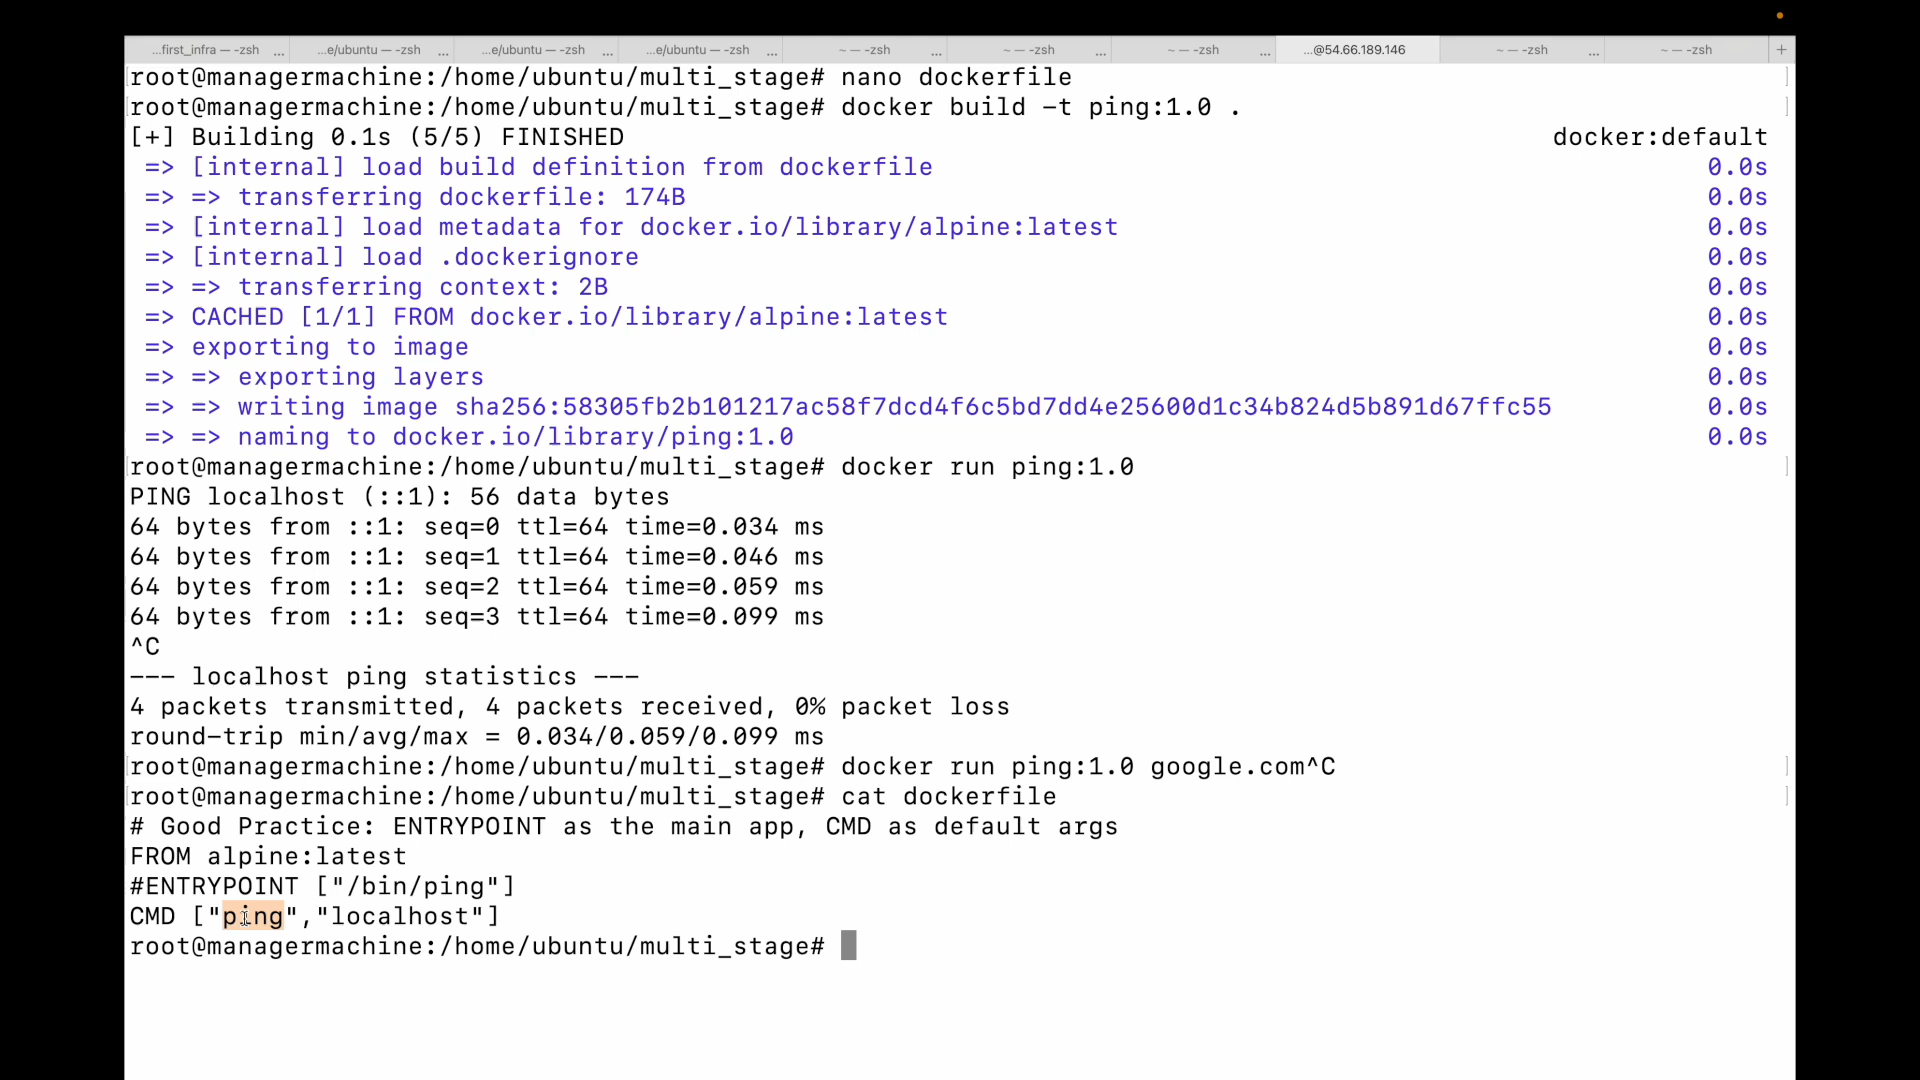 ...first_infra — -zsh ... ...e/ubuntu — -zsh ... ...e/ubuntu — -zsh ... ...e/ubuntu — -zsh ... ~ — -zsh ... ~ — -zsh ... ~ — -zsh ... ...@54.66.189.146 ~ — -zsh ... ~ — -zsh +
root@managermachine:/home/ubuntu/multi_stage# nano dockerfile
root@managermachine:/home/ubuntu/multi_stage# docker build -t ping:1.0 .
[+] Building 0.1s (5/5) FINISHED docker:default
=> [internal] load build definition from dockerfile 0.0s
=> => transferring dockerfile: 174B 0.0s
=> [internal] load metadata for docker.io/library/alpine:latest 0.0s
=> [internal] load .dockerignore 0.0s
=> => transferring context: 2B 0.0s
=> CACHED [1/1] FROM docker.io/library/alpine:latest 0.0s
=> exporting to image 0.0s
=> => exporting layers 0.0s
=> => writing image sha256:58305fb2b101217ac58f7dcd4f6c5bd7dd4e25600d1c34b824d5b891d67ffc55 0.0s
=> => naming to docker.io/library/ping:1.0 0.0s
root@managermachine:/home/ubuntu/multi_stage# docker run ping:1.0
PING localhost (::1): 56 data bytes
64 bytes from ::1: seq=0 ttl=64 time=0.034 ms
64 bytes from ::1: seq=1 ttl=64 time=0.046 ms
64 bytes from ::1: seq=2 ttl=64 time=0.059 ms
64 bytes from ::1: seq=3 ttl=64 time=0.099 ms
^C
--- localhost ping statistics ---
4 packets transmitted, 4 packets received, 0% packet loss
round-trip min/avg/max = 0.034/0.059/0.099 ms
root@managermachine:/home/ubuntu/multi_stage# docker run ping:1.0 google.com^C
root@managermachine:/home/ubuntu/multi_stage# cat dockerfile
# Good Practice: ENTRYPOINT as the main app, CMD as default args
FROM alpine:latest
#ENTRYPOINT ["/bin/ping"]
CMD ["ping","localhost"]
root@managermachine:/home/ubuntu/multi_stage#